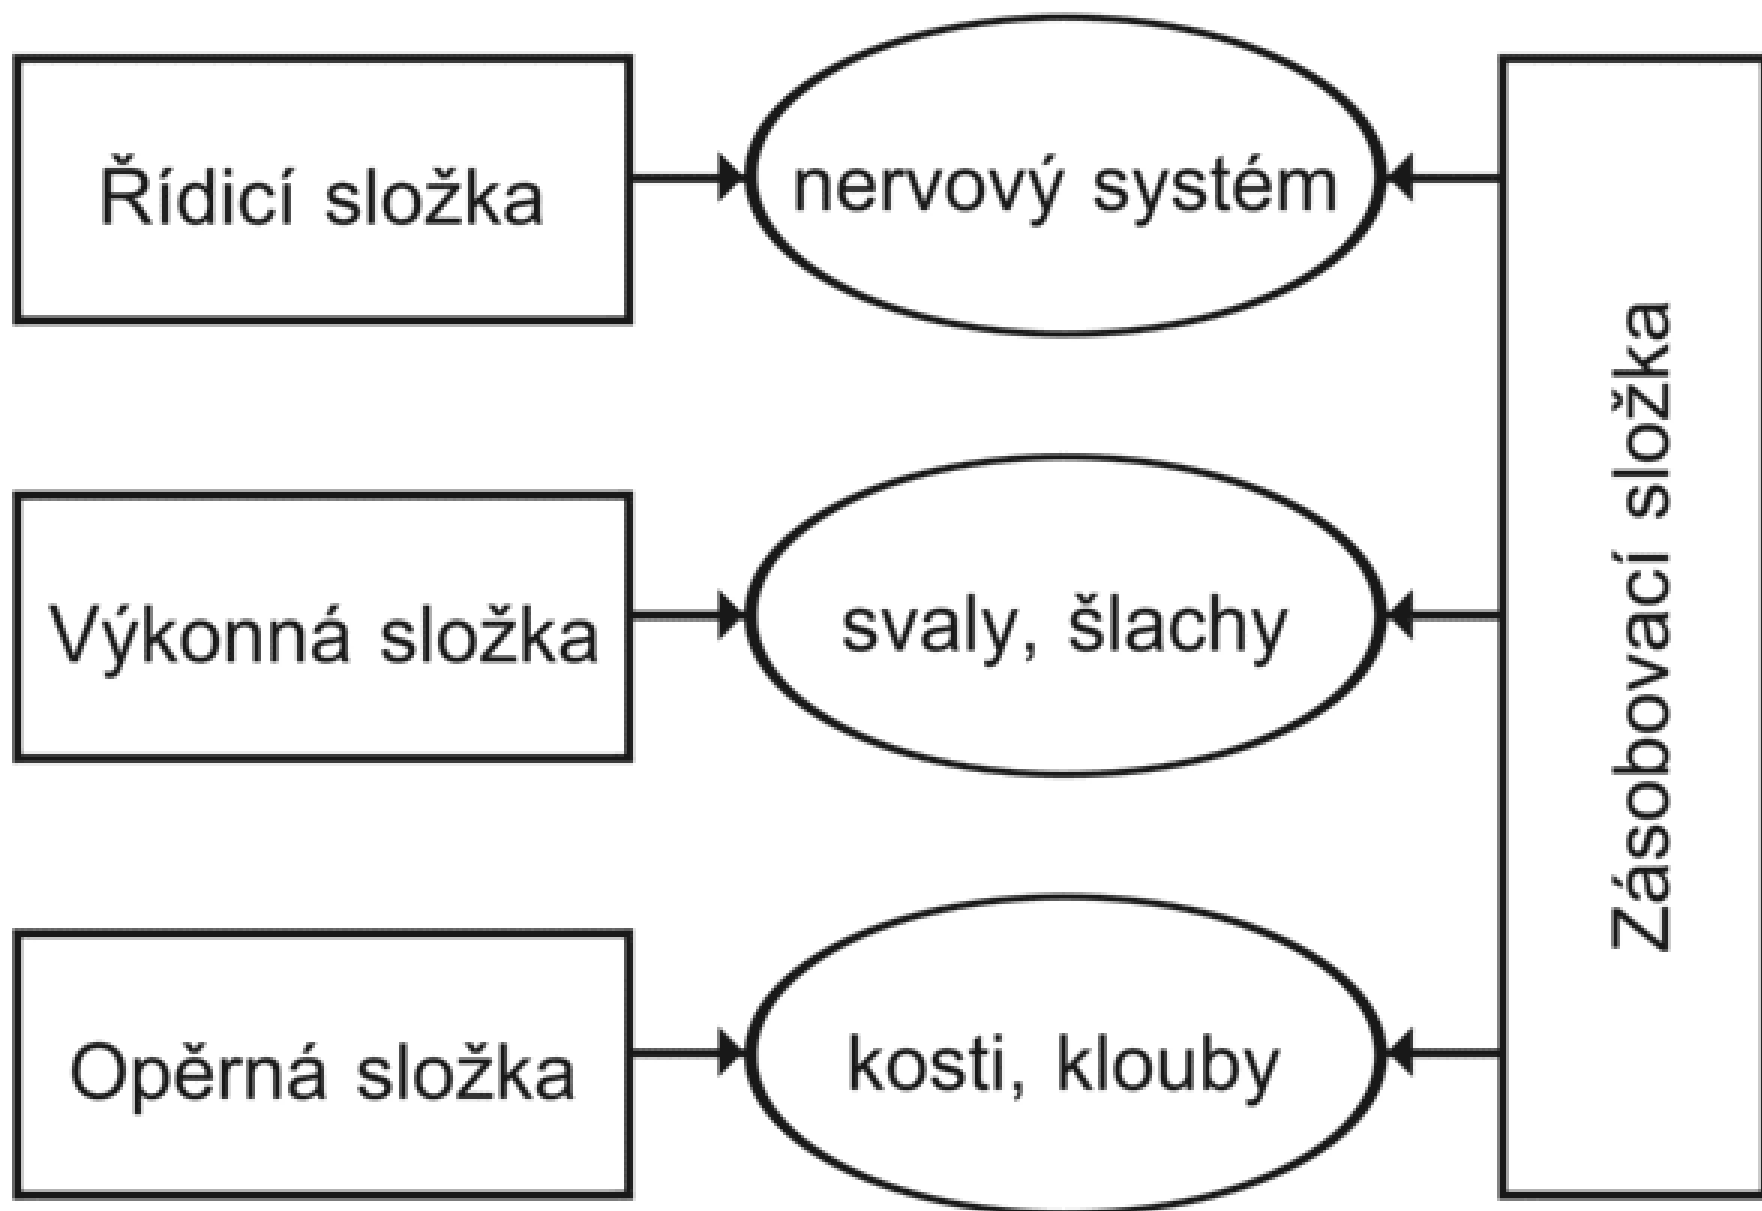 Řídicí složka
nervový systém
Výkonná složka
svaly, šlachy
Opěrná složka
kosti, klouby
Zásobovací složka